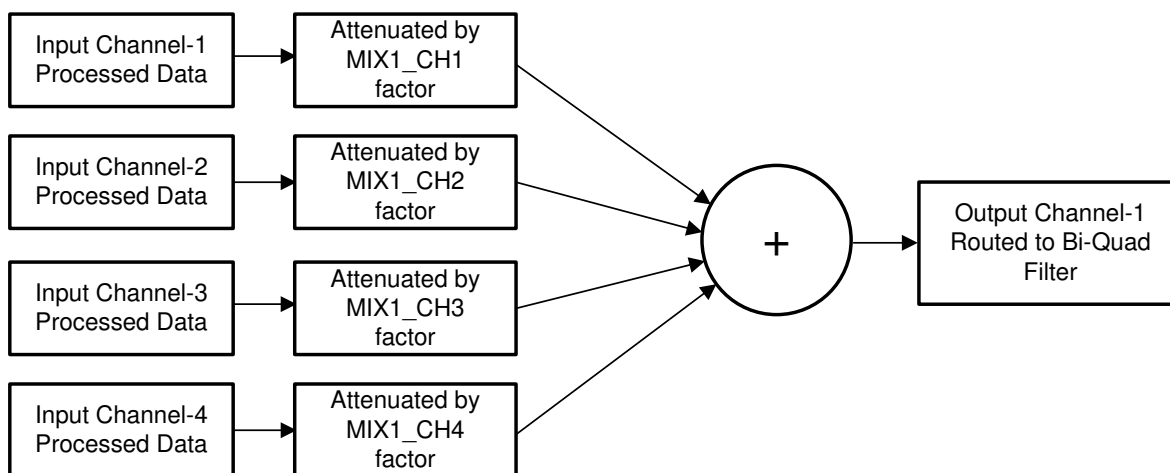 Input Channel-1
Processed Data
Attenuated by
MIX1_CH1
factor
Input Channel-2
Processed Data
Attenuated by
MIX1_CH2
factor
Input Channel-3
Processed Data
Attenuated by
MIX1_CH3
factor
Input Channel-4
Processed Data
Attenuated by
MIX1_CH4
factor
+
Output Channel-1
Routed to Bi-Quad
Filter